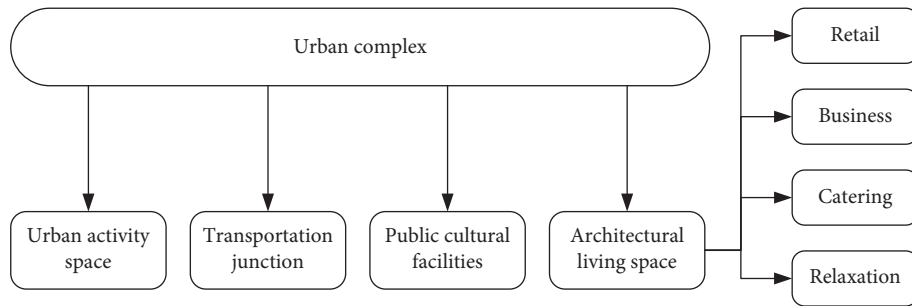 Urban complex
Urban activity
space
Transportation
junction
Public cultural
facilities
Architectural
living space
Retail
Business
Catering
Relaxation